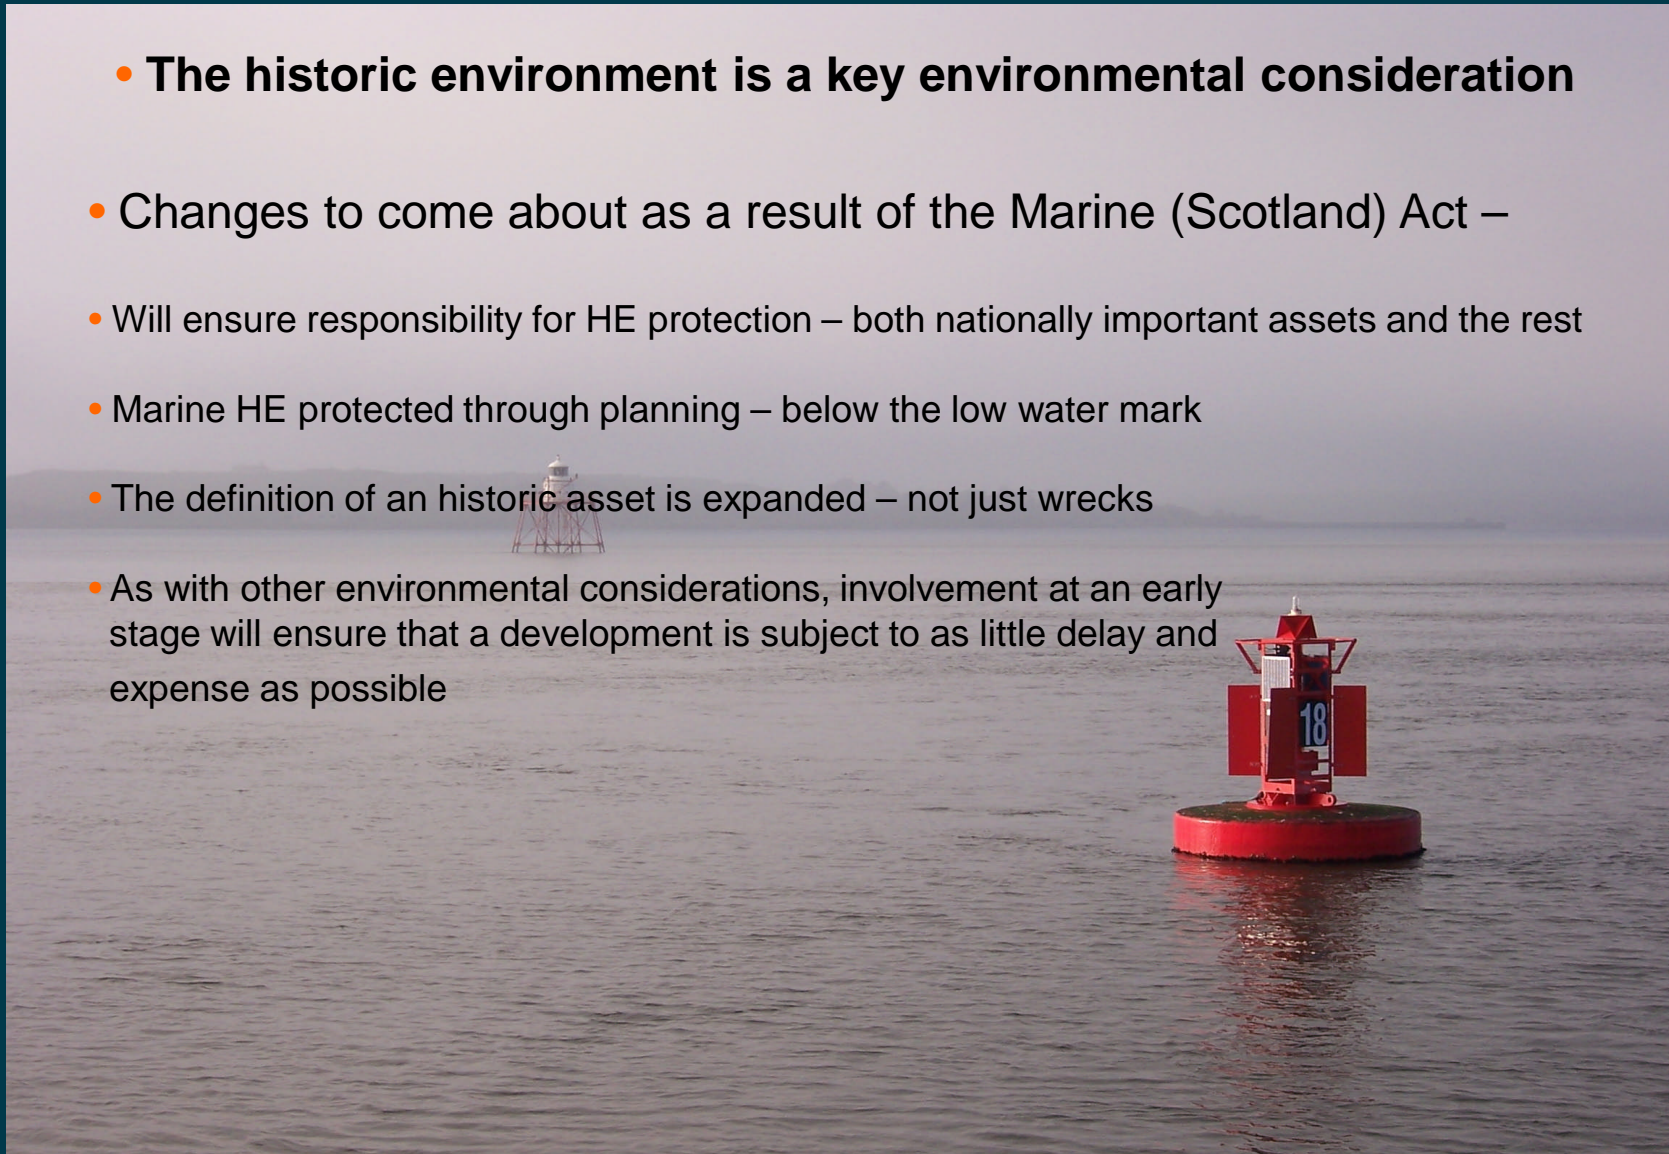 • The historic environment is a key environmental consideration
• Changes to come about as a result of the Marine (Scotland) Act –
• Will ensure responsibility for HE protection – both nationally important assets and the rest
• Marine HE protected through planning – below the low water mark
• The definition of an historic asset is expanded – not just wrecks
• As with other environmental considerations, involvement at an early
stage will ensure that a development is subject to as little delay and
expense as possible
18